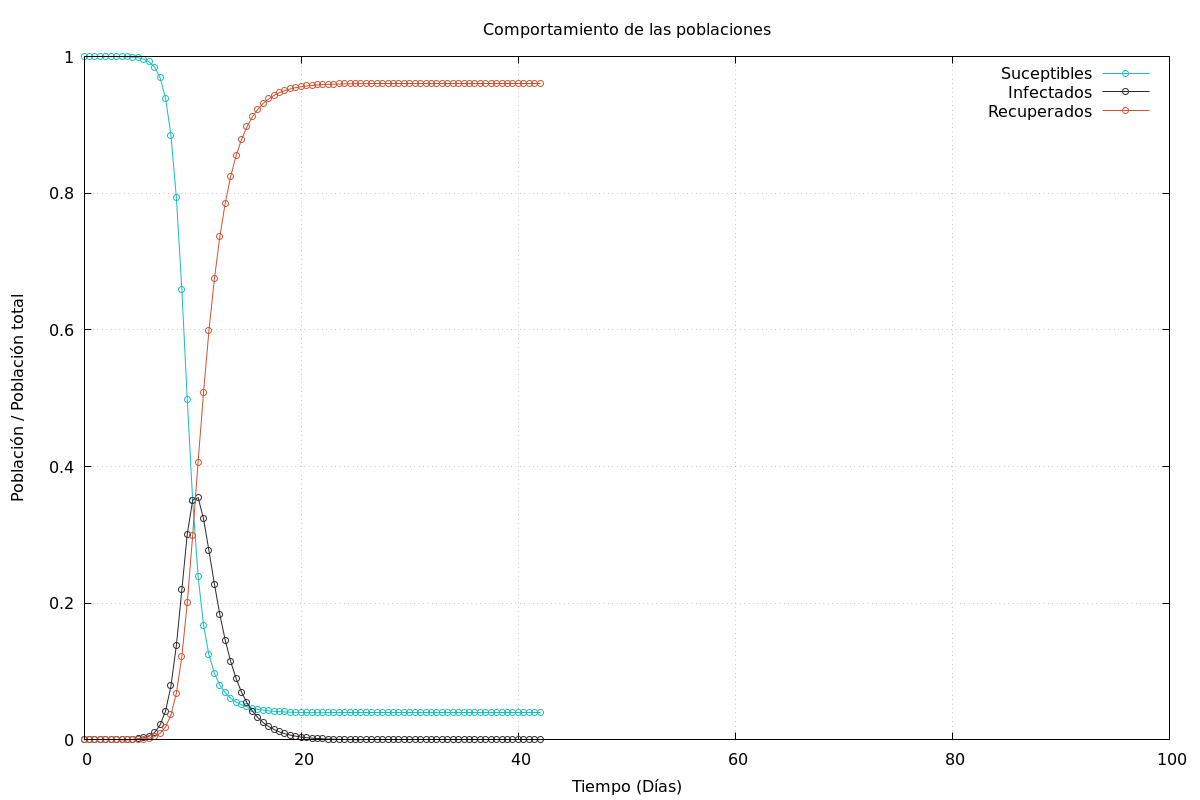 Comportamiento de las poblaciones
Suceptibles
Infectados
Recuperados
Población / Población total
1
0.8
0.6
0.4
0.2
0
0 20 40 60 80 100
Tiempo (Días)